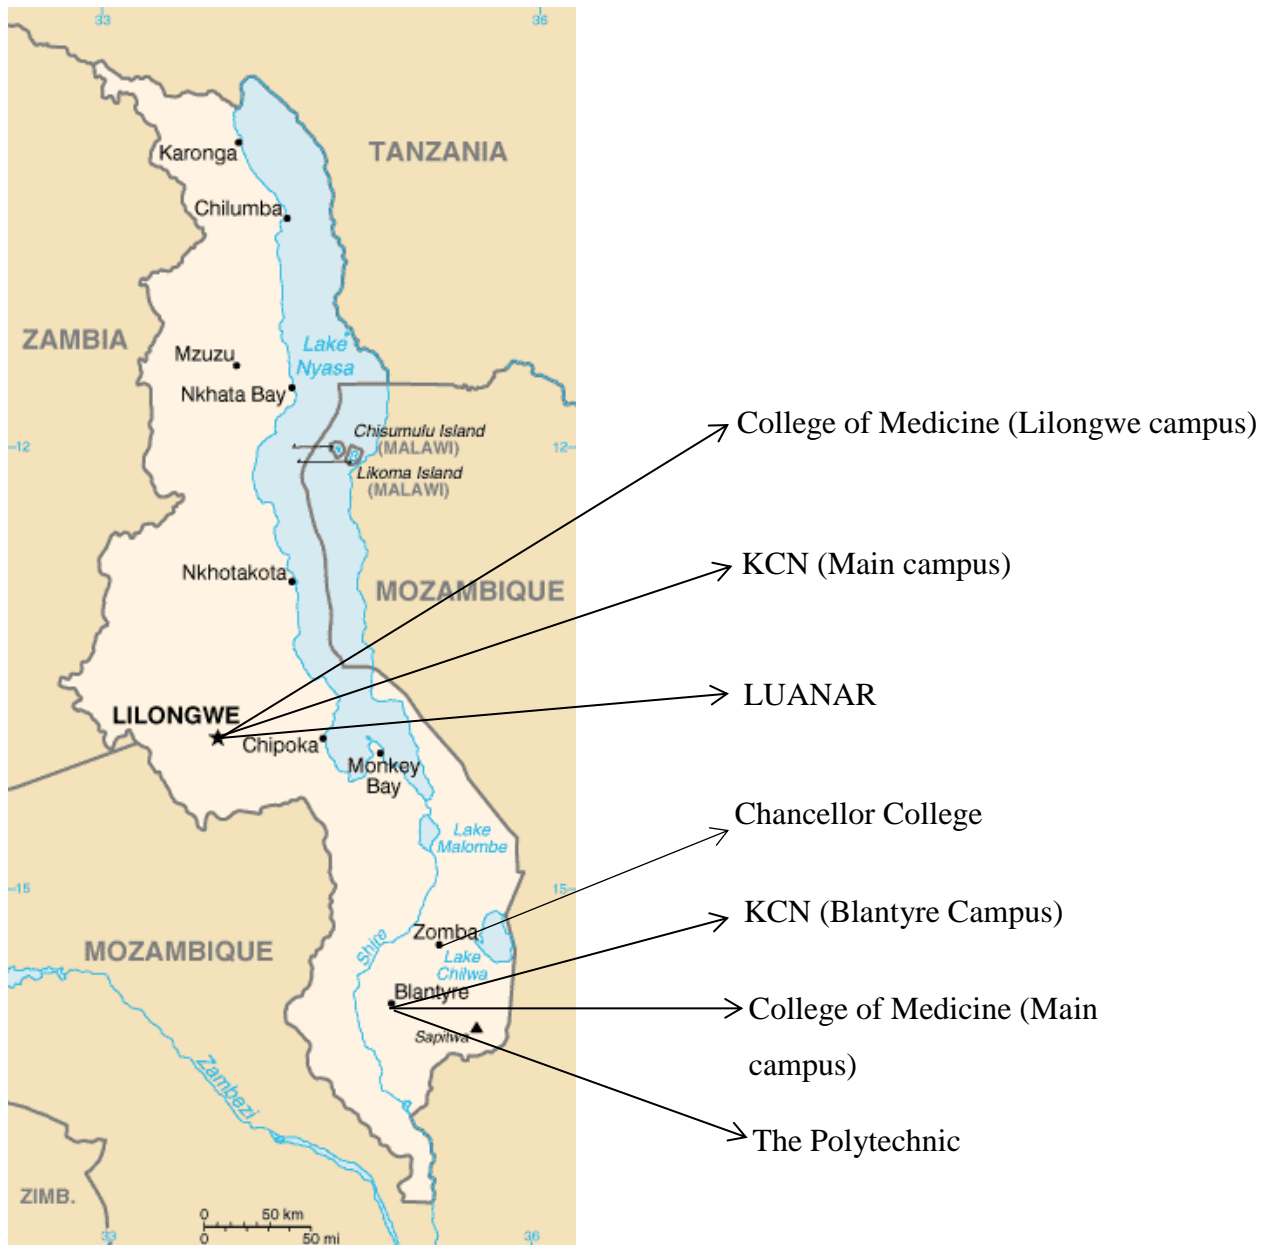 33
36
Karonga
TANZANIA
Chilumba
ZAMBIA
Lake
Nyasa
Mzuzu
Nkhata Bay
College of Medicine (Lilongwe campus)
Chisumulu Island
(MALAWI)
12
12
Likoma Island
(MALAWI)
KCN (Main campus)
Nkhotakota
MOZAMBIQUE
LUANAR
LILONGWE
Chipoka
Monkey
Bay
Chancellor College
Lake
Malombe
15
15
KCN (Blantyre Campus)
Zomba
MOZAMBIQUE
Shire
Lake
Chilwa
Blantyre
College of Medicine (Main
campus)
Sapitwa
Zambezi
The Polytechnic
ZIMB.
0 50 km
0 50 mi
33
36